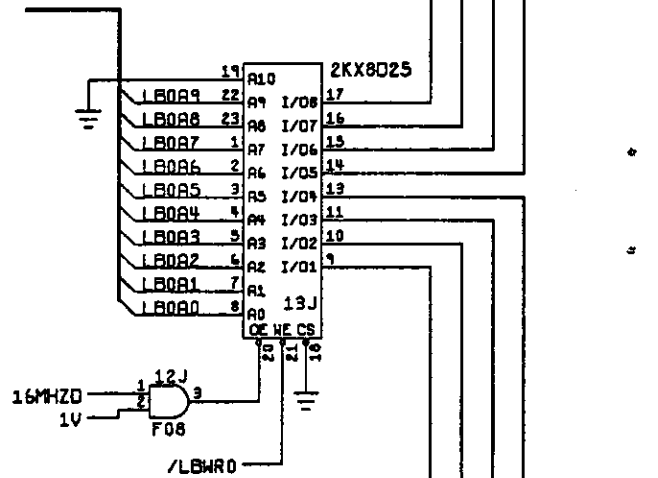 2KX8D25
19 A10
LB0A9 22 A9 I/O8 17
LB0A8 23 A8 I/O7 16
LB0A7 1 A7 I/O6 15
LB0A6 2 A6 I/O5 14
LB0A5 3 A5 I/O4 13
LB0A4 4 A4 I/O3 11
LB0A3 5 A3 I/O2 10
LB0A2 6 A2 I/O1 9
LB0A1 7 A1
13J
LB0A0 8 A0
OE WE CS
20 21 18
12J
16MHZD 1 3
1V 2
F08
/LBWR0